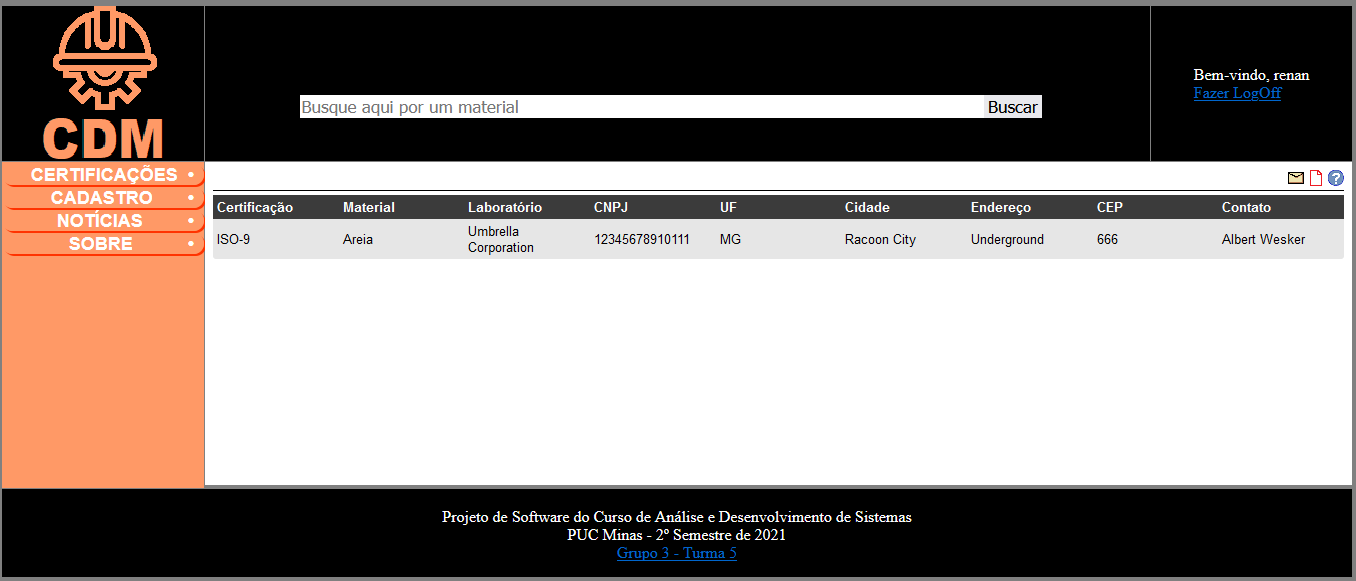 CDM
Busque aqui por um material Buscar
Bem-vindo, renan
Fazer LogOff
CERTIFICAÇÕES
CADASTRO
NOTÍCIAS
SOBRE
?
Certificação Material Laboratório CNPJ UF Cidade Endereço CEP Contato
ISO-9 Areia Umbrella Corporation 12345678910111 MG Racoon City Underground 666 Albert Wesker
Projeto de Software do Curso de Análise e Desenvolvimento de Sistemas
PUC Minas - 2º Semestre de 2021
Grupo 3 - Turma 5